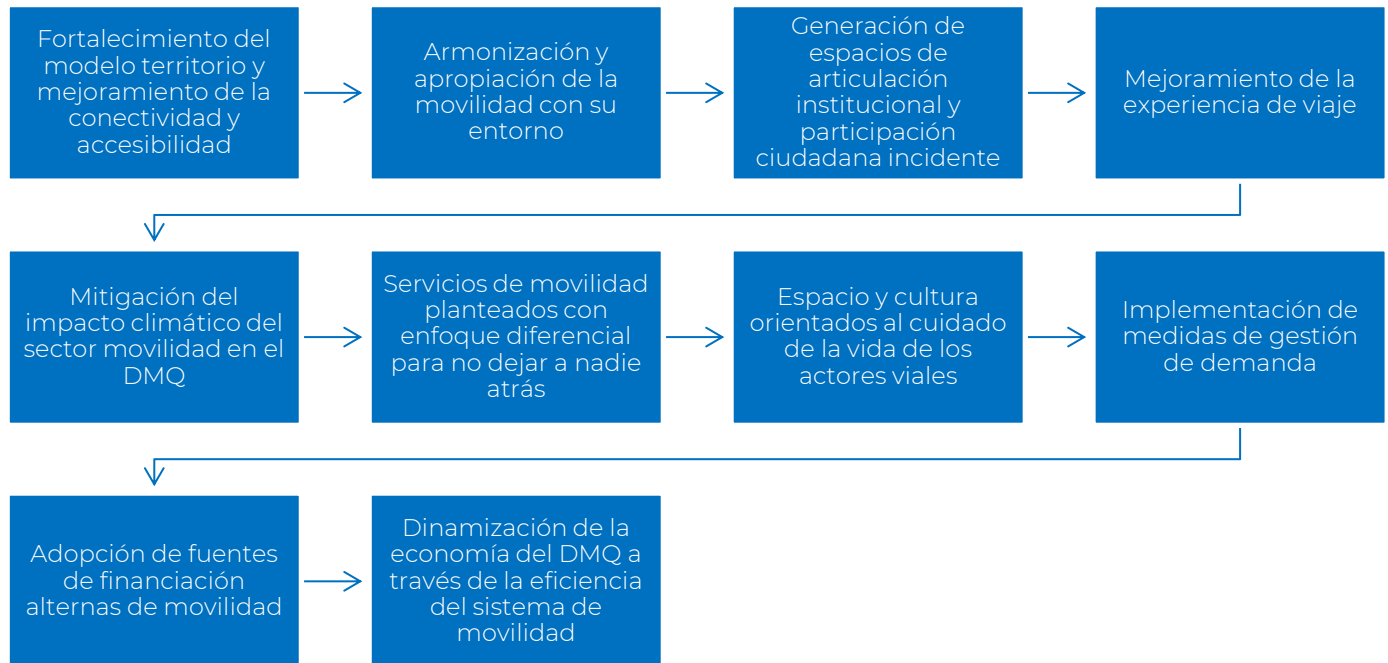 Fortalecimiento del
modelo territorio y
mejoramiento de la
conectividad y
accesibilidad
Armonización y
apropiación de la
movilidad con su
entorno
Generación de
espacios de
articulación
institucional y
participación
ciudadana incidente
Mejoramiento de la
experiencia de viaje
Mitigación del
impacto climático del
sector movilidad en el
DMQ
Servicios de movilidad
planteados con
enfoque diferencial
para no dejar a nadie
atrás
Espacio y cultura
orientados al cuidado
de la vida de los
actores viales
Implementación de
medidas de gestión
de demanda
Adopción de fuentes
de financiación
alternas de movilidad
Dinamización de la
economía del DMQ a
través de la eficiencia
del sistema de
movilidad